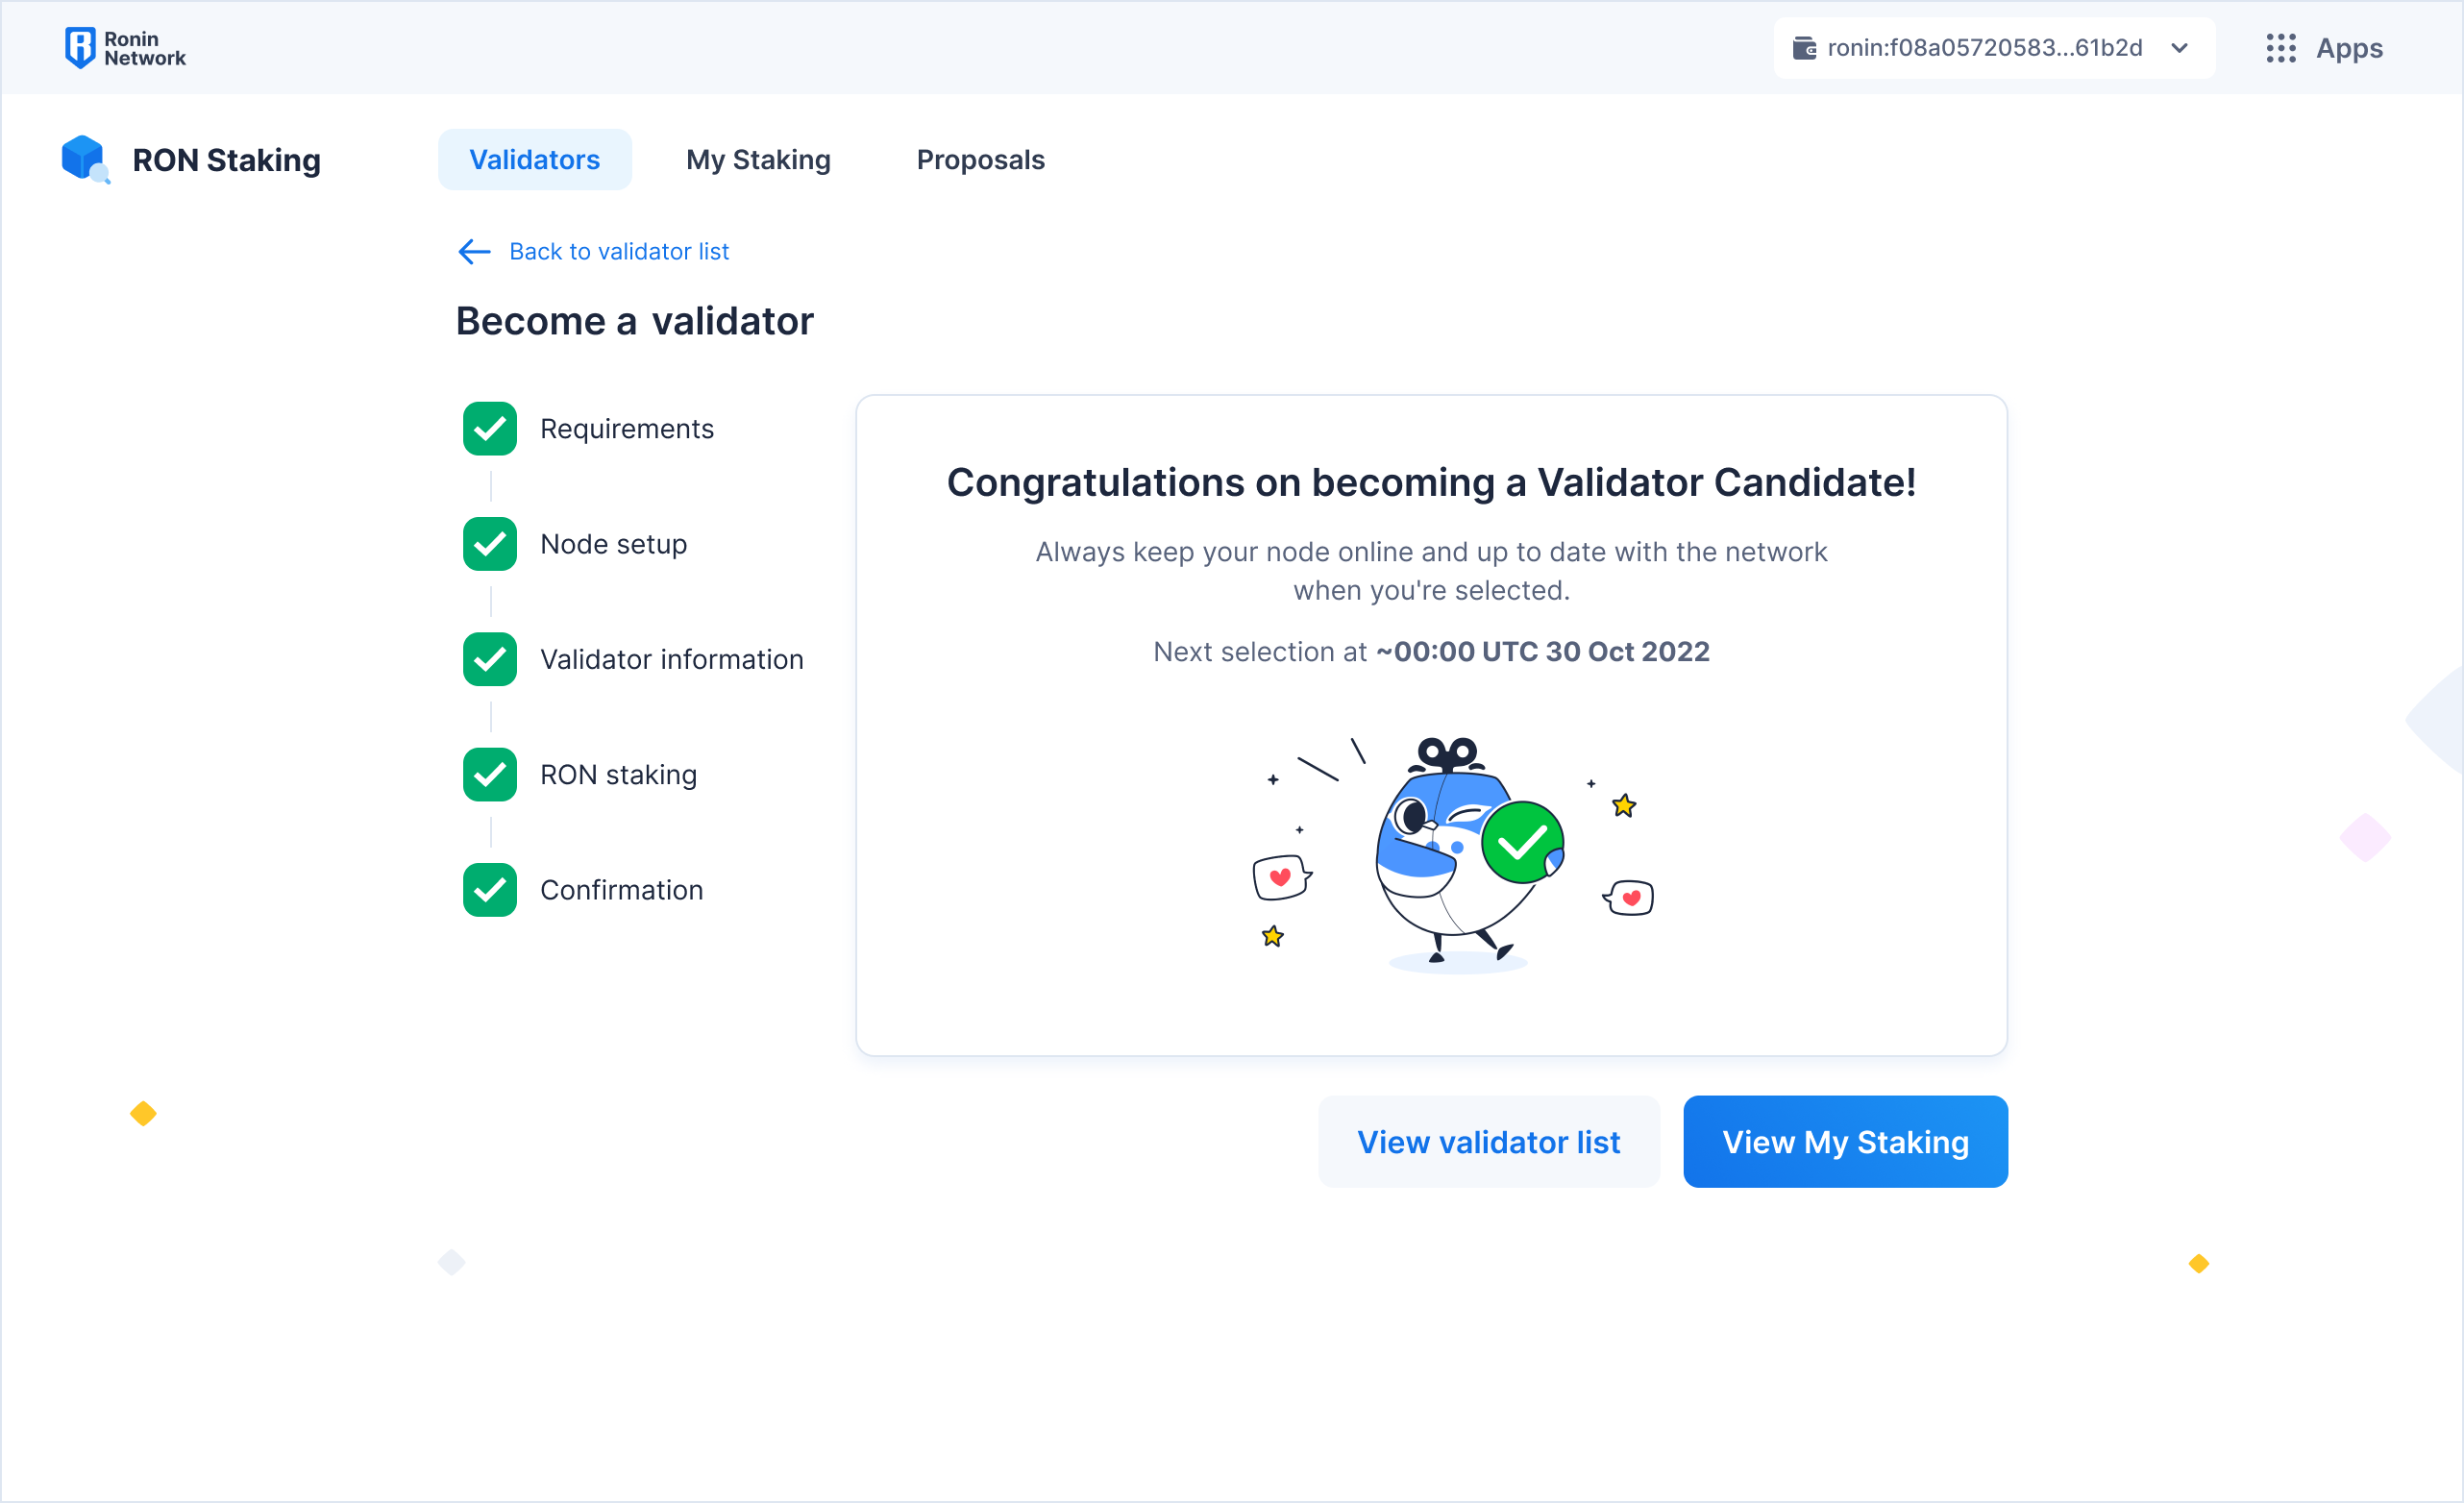 Ronin
Network
ronin:f08a05720583...61b2d
Apps
RON Staking
Validators
My Staking
Proposals
Back to validator list
Become a validator
Requirements
Node setup
Validator information
RON staking
Confirmation
Congratulations on becoming a Validator Candidate!
Always keep your node online and up to date with the network
when you're selected.
Next selection at ~00:00 UTC 30 Oct 2022
View validator list
View My Staking